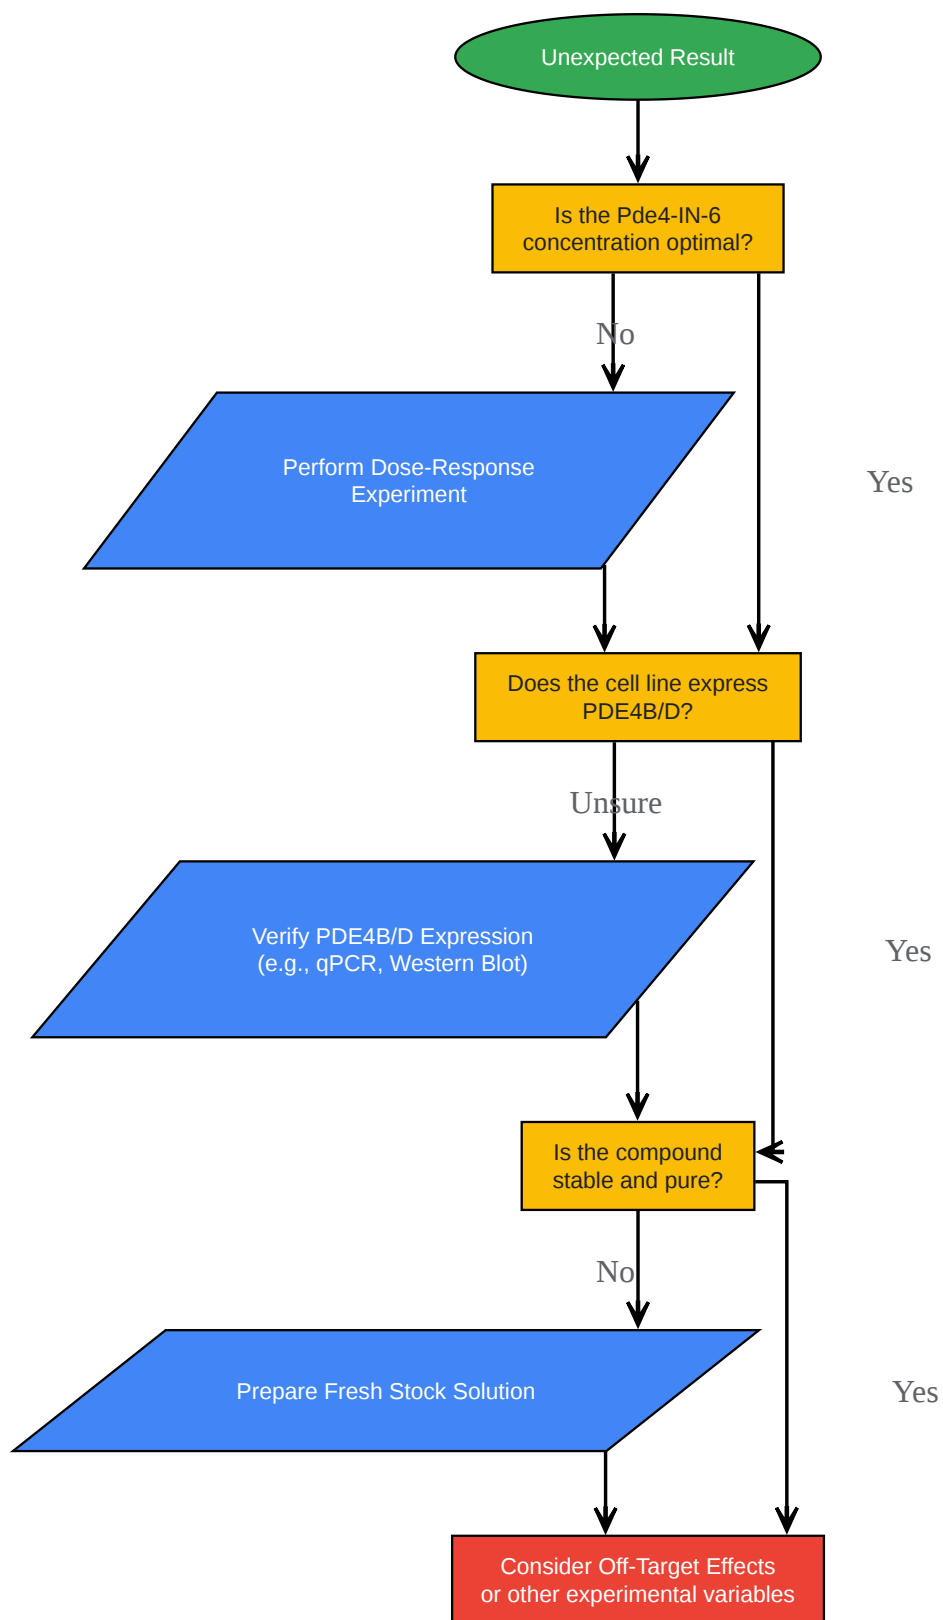 Unexpected Result
Is the Pde4-IN-6
concentration optimal?
No
Perform Dose-Response
Experiment
Yes
Does the cell line express
PDE4B/D?
Unsure
Verify PDE4B/D Expression
(e.g., qPCR, Western Blot)
Yes
Is the compound
stable and pure?
No
Prepare Fresh Stock Solution
Yes
Consider Off-Target Effects
or other experimental variables